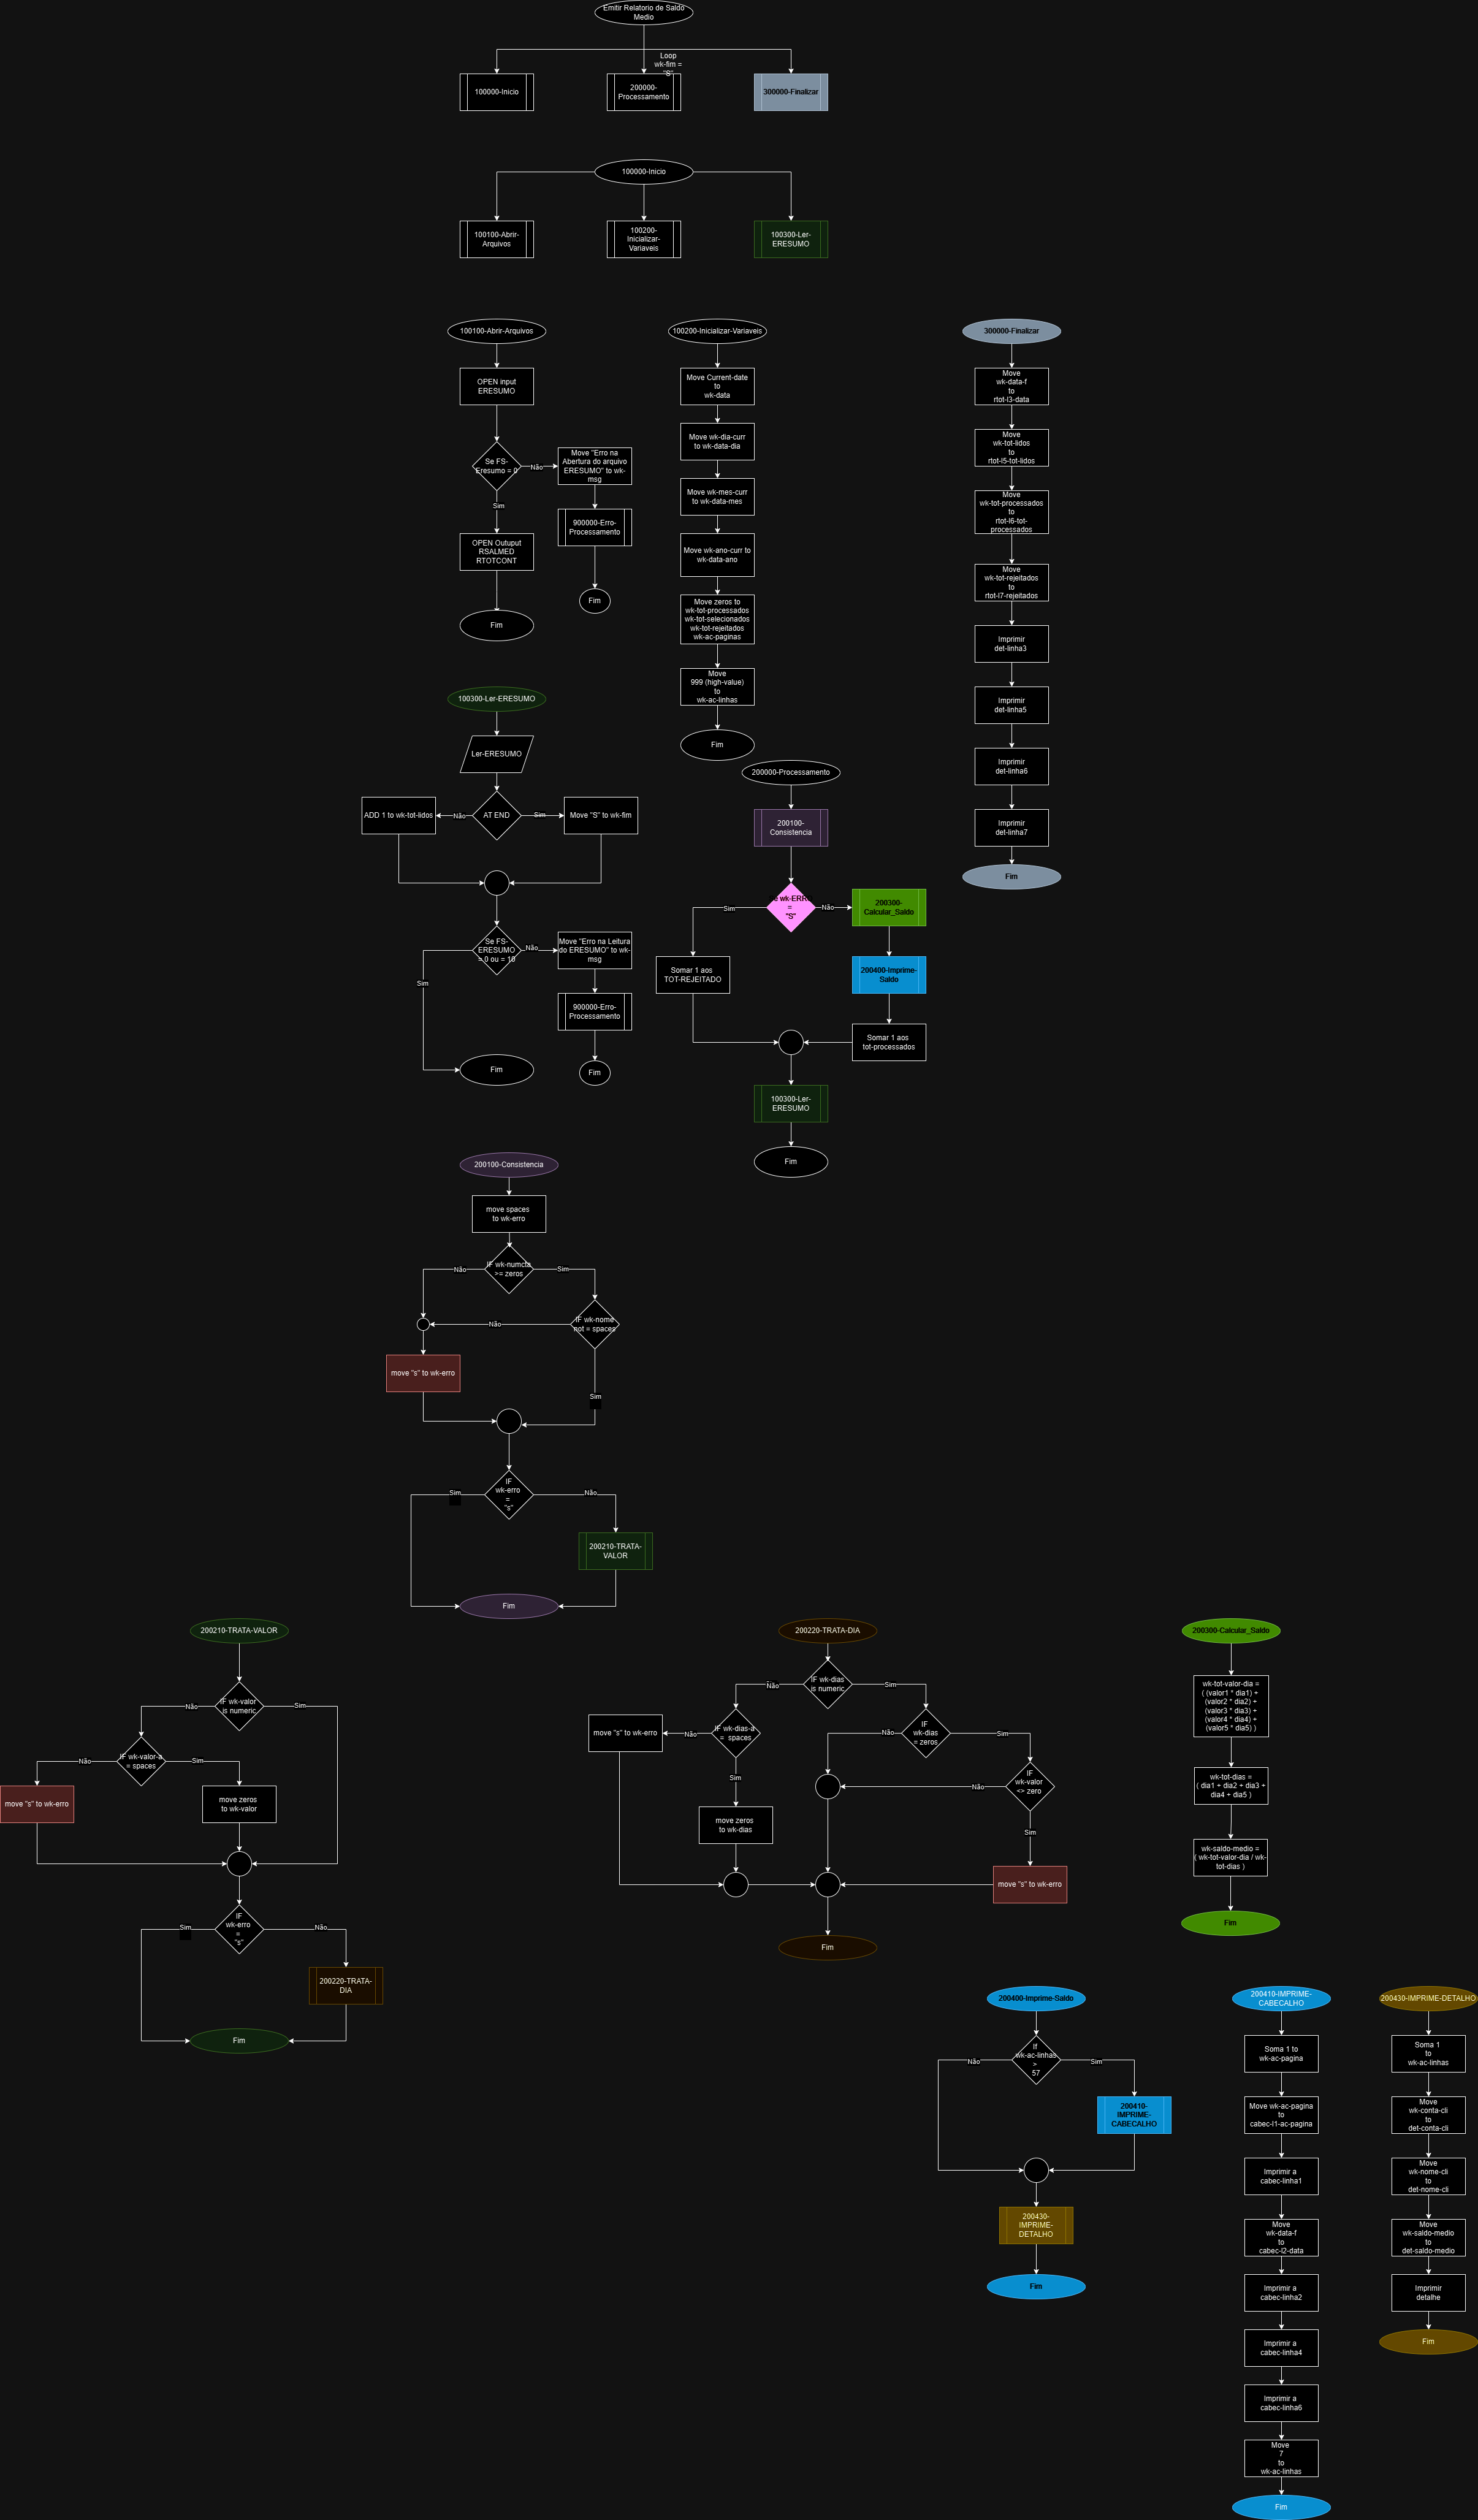 Emitir Relatorio de Saldo
Medio
Loop
wk-fim =
"S"
100000-Inicio
200000-
Processamento
300000-Finalizar
100000-Inicio
100100-Abrir-
Arquivos
100200-
Inicializar-
Variaveis
100300-Ler-
ERESUMO
100100-Abrir-Arquivos
OPEN input
ERESUMO
Se FS-
Eresumo = 0
Não
Move "Erro na
Abertura do arquivo
ERESUMO" to wk-
msg
Sim
900000-Erro-
Processamento
OPEN Outuput
RSALMED
RTOTCONT
Fim
Fim
100200-Inicializar-Variaveis
Move Current-date
to
wk-data
Move wk-dia-curr
to wk-data-dia
Move wk-mes-curr
to wk-data-mes
Move wk-ano-curr to
wk-data-ano
Move zeros to
wk-tot-processados
wk-tot-selecionados
wk-tot-rejeitados
wk-ac-paginas
Move
999 (high-value)
to
wk-ac-linhas
Fim
300000-Finalizar
Move
wk-data-f
to
rtot-l3-data
Move
wk-tot-lidos
to
rtot-l5-tot-lidos
Move
wk-tot-processados
to
rtot-l6-tot-
processados
Move
wk-tot-rejeitados
to
rtot-l7-rejeitados
Imprimir
det-linha3
Imprimir
det-linha5
Imprimir
det-linha6
Imprimir
det-linha7
Fim
100300-Ler-ERESUMO
Ler-ERESUMO
ADD 1 to wk-tot-lidos
Não
AT END
Sim
Move "S" to wk-fim
Se FS-
ERESUMO
= 0 ou = 10
Não
Move "Erro na Leitura
do ERESUMO" to wk-
msg
Sim
900000-Erro-
Processamento
Fim
Fim
200000-Processamento
200100-
Consistencia
Sim
wk-ERR
=
"S"
Não
200300-
Calcular_Saldo
Somar 1 aos
TOT-REJEITADO
200400-Imprime-
Saldo
Somar 1 aos
tot-processados
100300-Ler-
ERESUMO
Fim
200100-Consistencia
move spaces
to wk-erro
Não
IF wk-numcta
>= zeros
Sim
Não
IF wk-nome
not = spaces
move "s" to wk-erro
Sim
Sim
IF
wk-erro
=
"s"
Não
200210-TRATA-
VALOR
Fim
200210-TRATA-VALOR
Não
IF wk-valor
is numeric
Sim
Não
IF wk-valor-a
= spaces
Sim
move "s" to wk-erro
move zeros
to wk-valor
Sim
IF
wk-erro
=
"s"
Não
200220-TRATA-
DIA
Fim
200220-TRATA-DIA
Não
IF wk-dias
is numeric
Sim
move "s" to wk-erro
Não
IF wk-dias-a
= spaces
Não
IF
wk-dias
= zeros
Sim
Sim
Não
IF
wk-valor
<> zero
move zeros
to wk-dias
Sim
move "s" to wk-erro
Fim
200300-Calcular_Saldo
wk-tot-valor-dia =
( (valor1 * dia1) +
(valor2 * dia2) +
(valor3 * dia3) +
(valor4 * dia4) +
(valor5 * dia5) )
wk-tot-dias =
( dia1 + dia2 + dia3 +
dia4 + dia5 )
wk-saldo-medio =
( wk-tot-valor-dia / wk-
tot-dias )
Fim
200400-Imprime-Saldo
Não
If
wk-ac-linhas
>
57
Sim
200410-
IMPRIME-
CABECALHO
200430-
IMPRIME-
DETALHO
Fim
200410-IMPRIME-
CABECALHO
Soma 1 to
wk-ac-pagina
Move wk-ac-pagina
to
cabec-l1-ac-pagina
Imprimir a
cabec-linha1
Move
wk-data-f
to
cabec-l2-data
Imprimir a
cabec-linha2
Imprimir a
cabec-linha4
Imprimir a
cabec-linha6
Move
7
to
wk-ac-linhas
Fim
200430-IMPRIME-DETALHO
Soma 1
to
wk-ac-linhas
Move
wk-conta-cli
to
det-conta-cli
Move
wk-nome-cli
to
det-nome-cli
Move
wk-saldo-medio
to
det-saldo-medio
Imprimir
detalhe
Fim